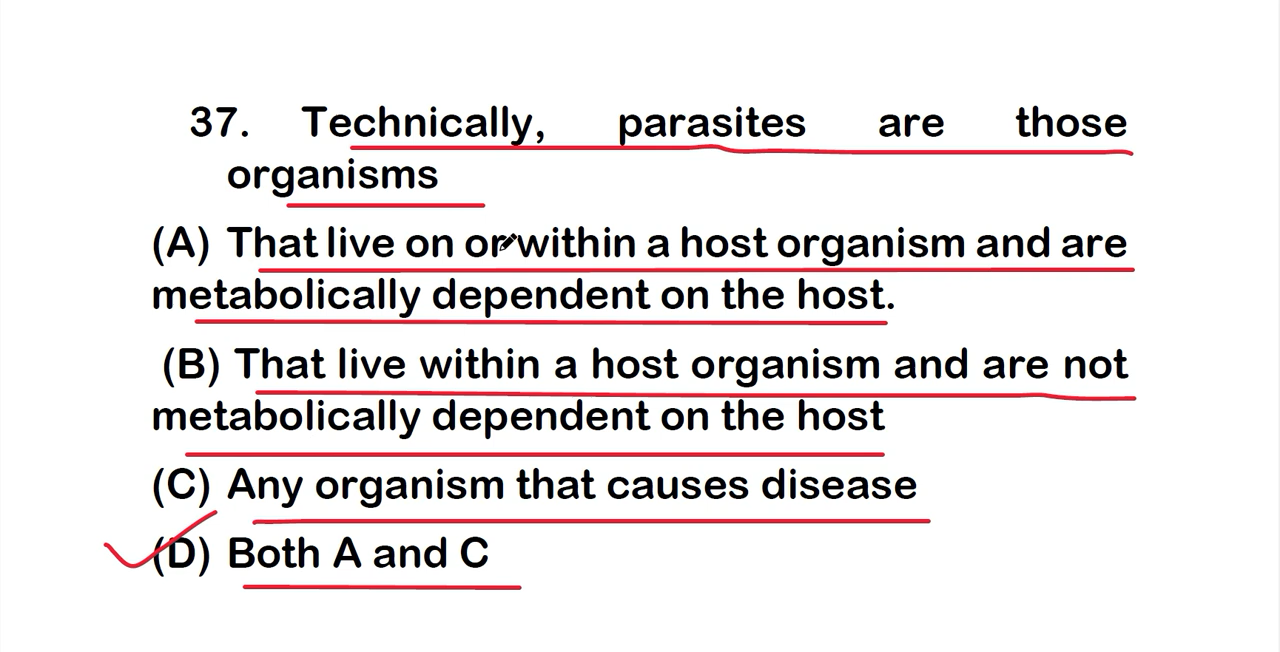 37. Technically, parasites are those
organisms
(A) That live on or within a host organism and are
metabolically dependent on the host.
(B) That live within a host organism and are not
metabolically dependent on the host
(C) Any organism that causes disease
(D) Both A and C